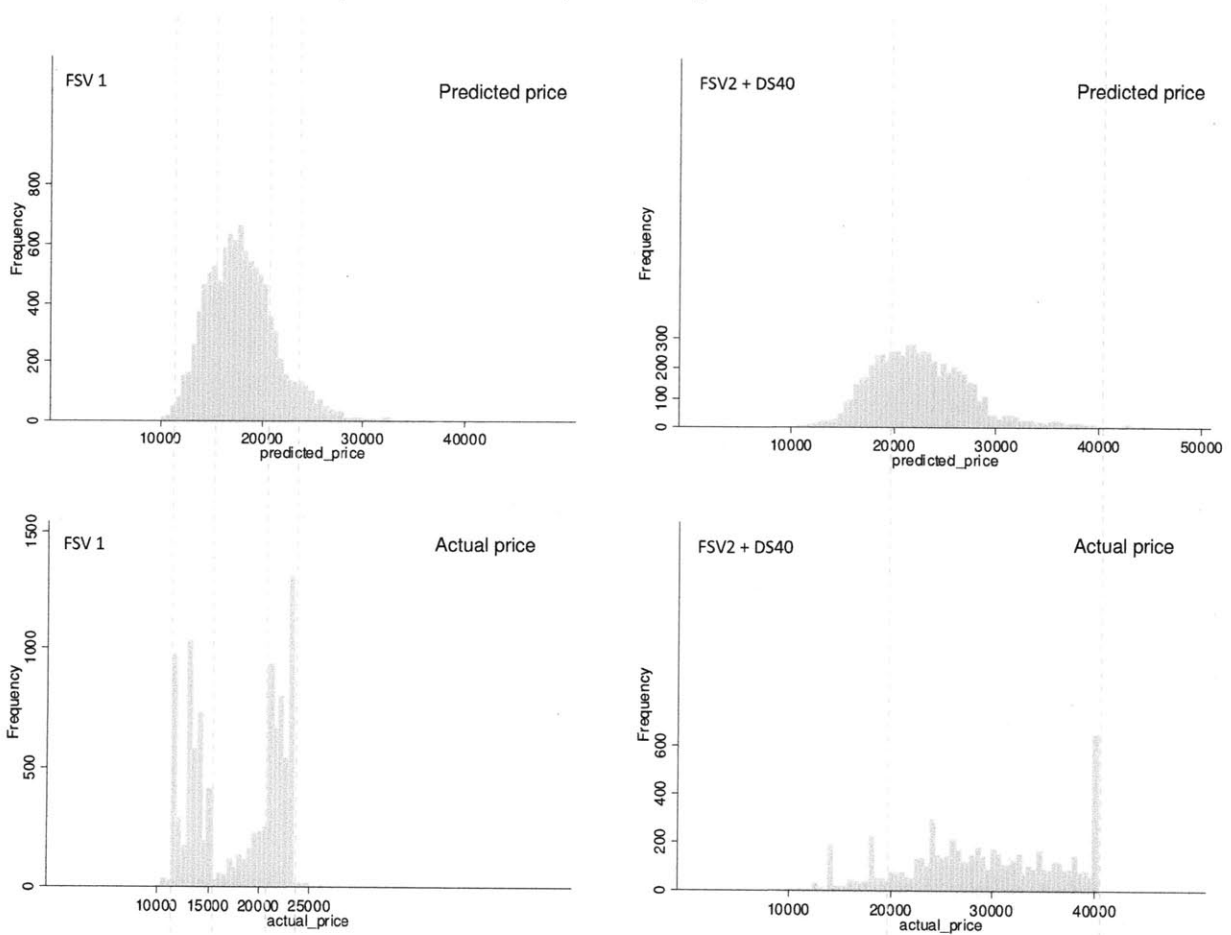 FSV 1
Predicted price
Frequency
800
600
400
200
0
10000 20000 30000 40000
predicted_price
FSV2 + DS40
Predicted price
Frequency
300
200
100
0
10000 20000 30000 40000 50000
predicted_price
FSV 1
Actual price
Frequency
1500
1000
500
0
10000 15000 20000 25000
actual_price
FSV2 + DS40
Actual price
Frequency
600
400
200
0
10000 20000 30000 40000
actual_price